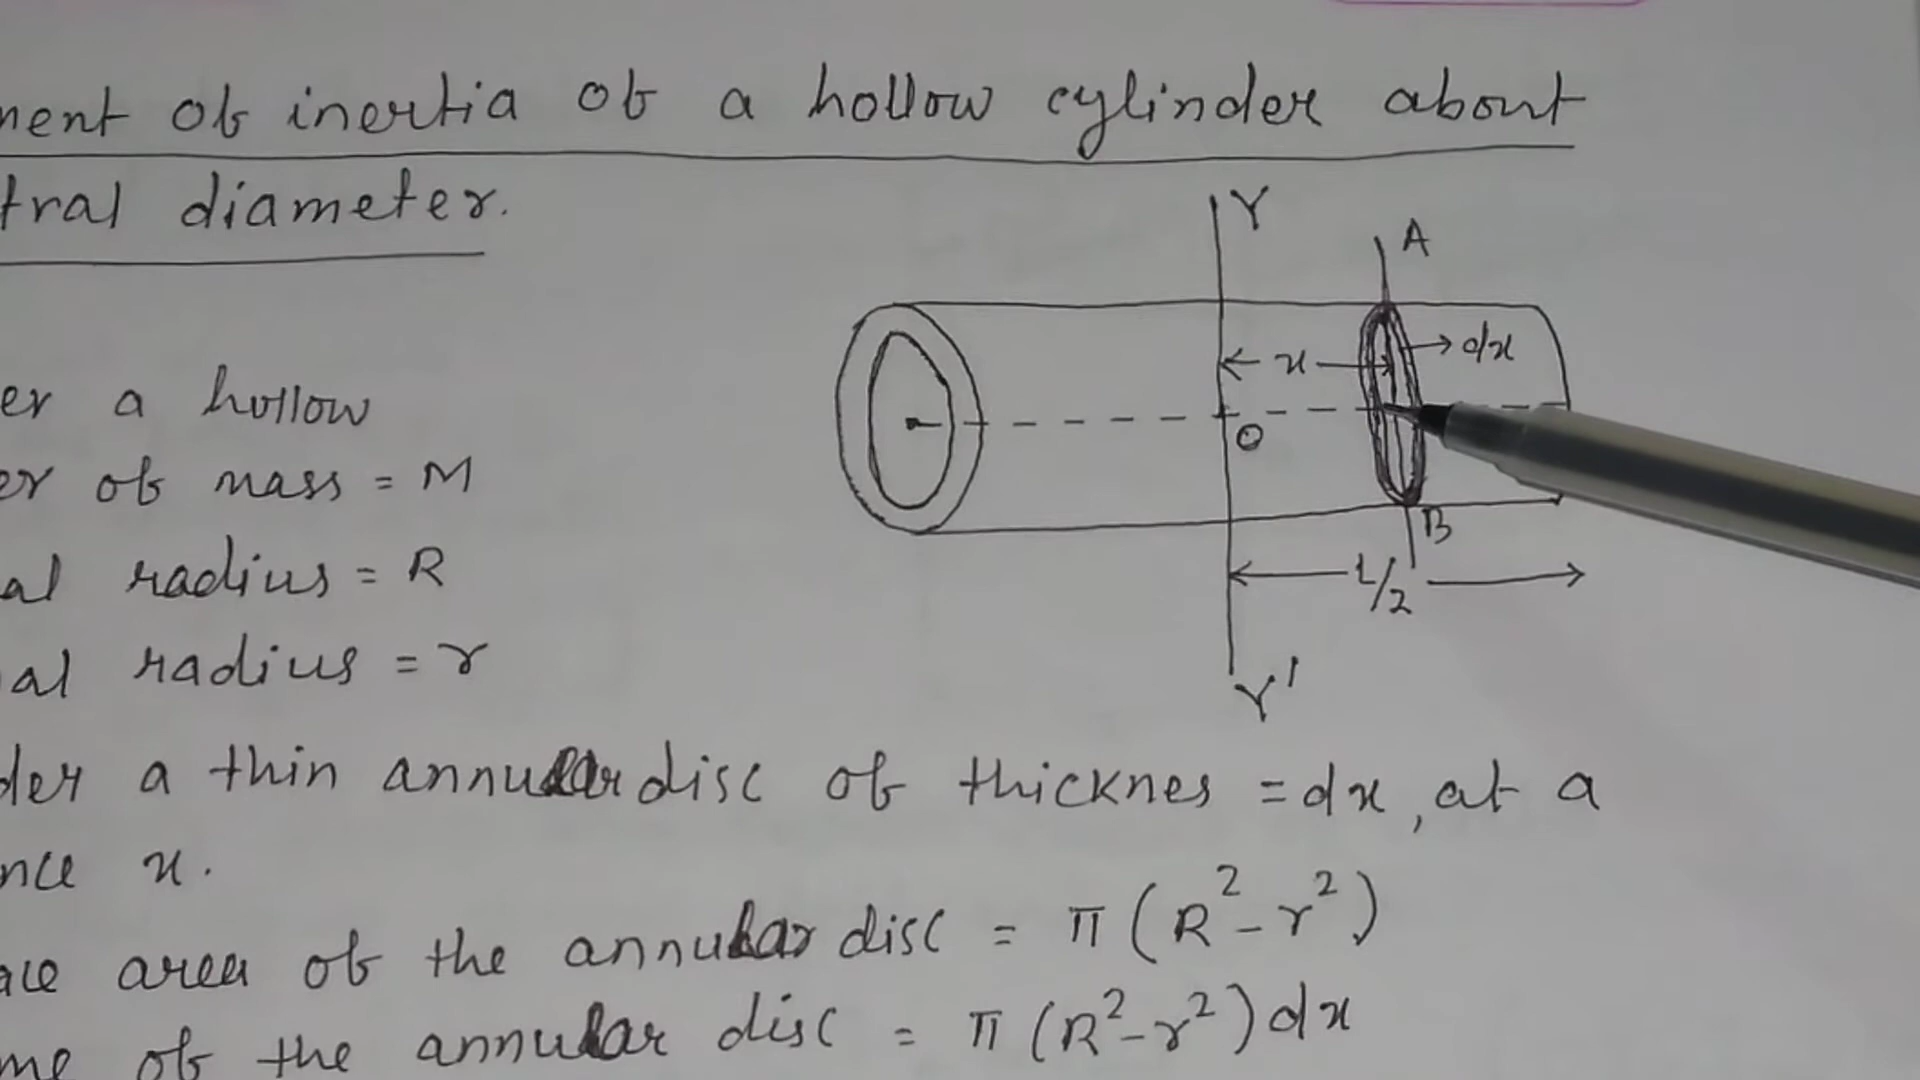 ment of inertia of a hollow cylinder about
tral diameter.
Y
A
x
dx
O
B
L/2
Y'
er a hollow
er of mass = M
al radius = R
al radius = r
der a thin annular disc of thicknes = dx, at a
nce x.
ace area of the annular disc = π (R² - r²)
me of the annular disc = π (R² - r²) dx